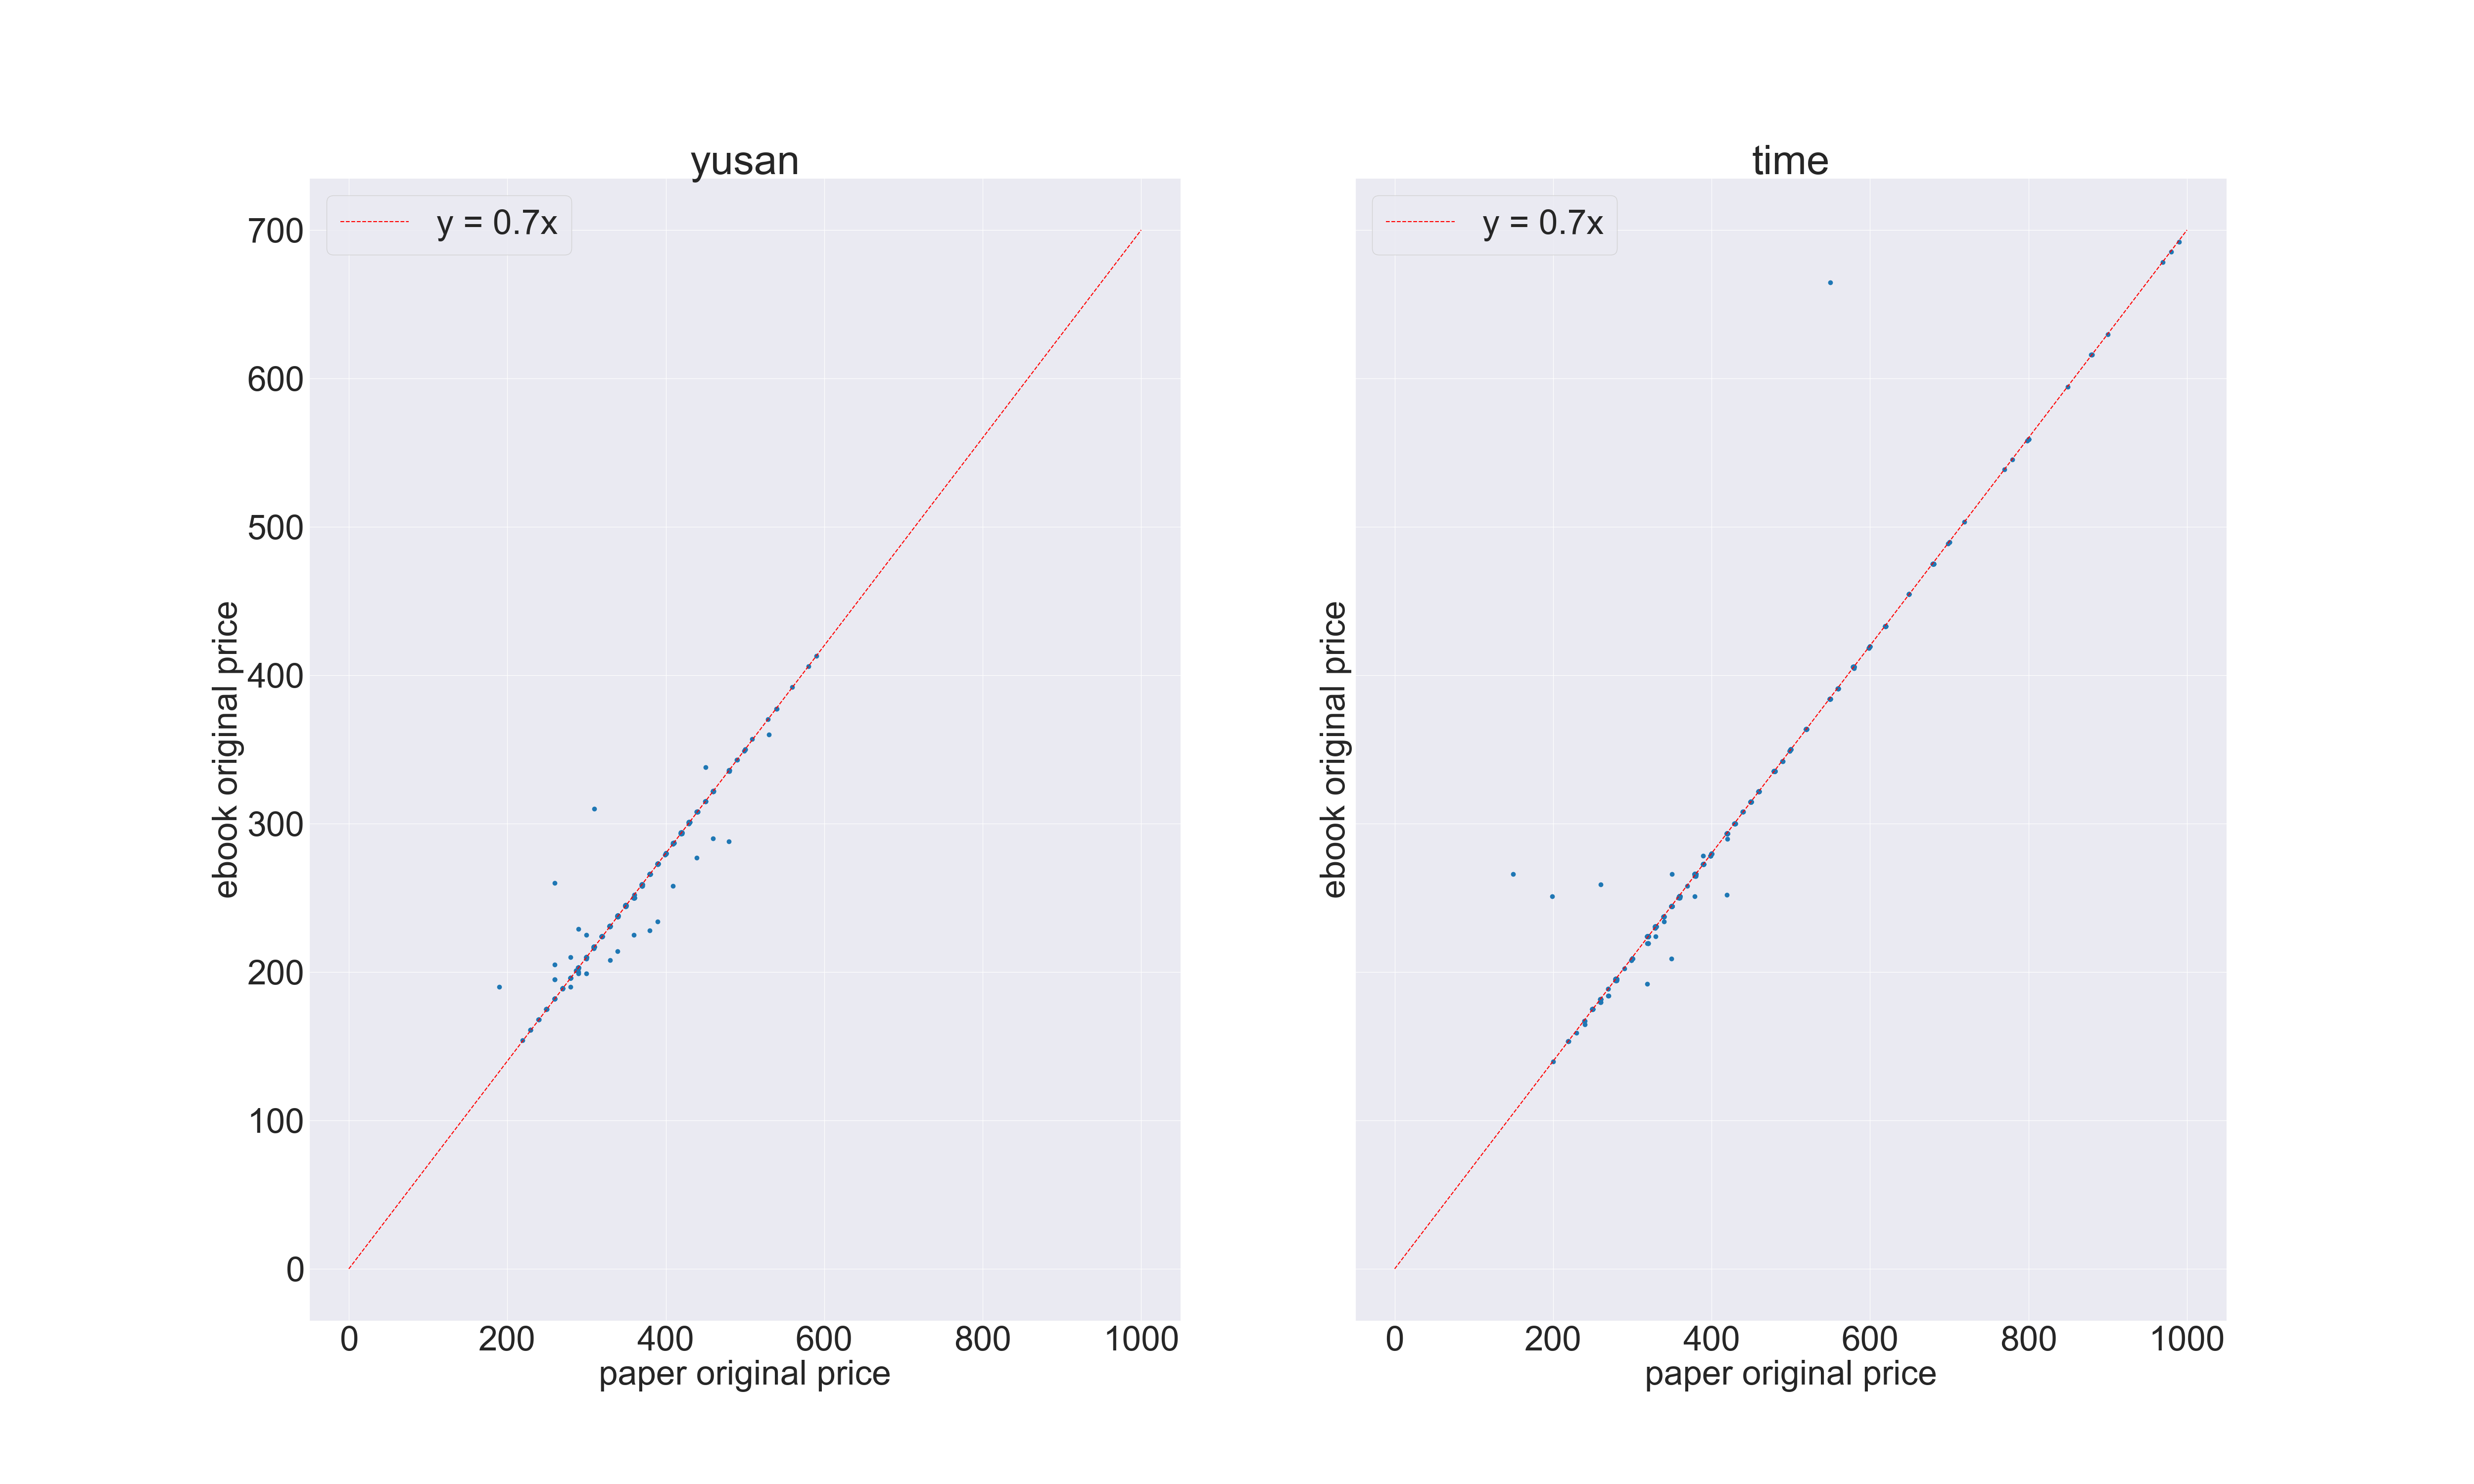 yusan
y = 0.7x
700
600
500
400
300
200
100
0
ebook original price
0 200 400 600 800 1000
paper original price
time
y = 0.7x
ebook original price
0 200 400 600 800 1000
paper original price